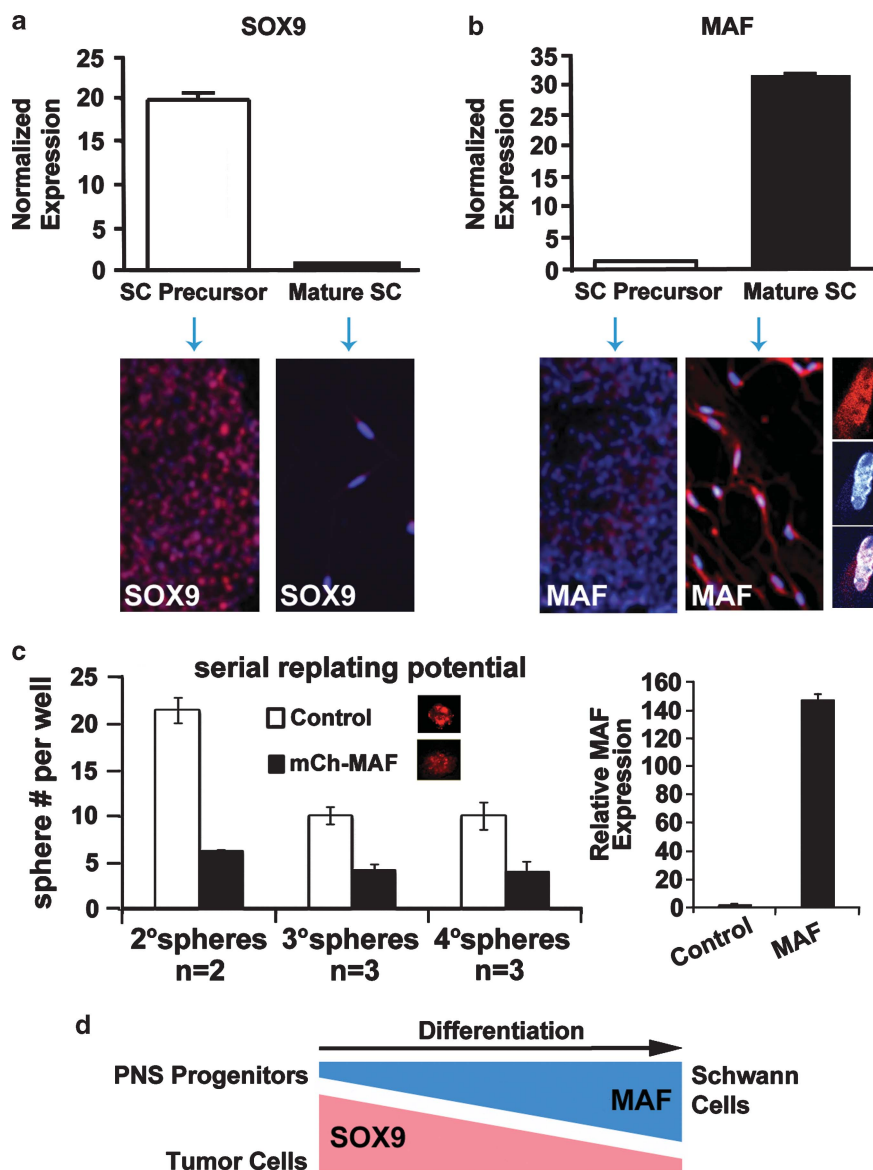 a
SOX9
Normalized
Expression
25
20
15
10
5
0
SC Precursor
Mature SC
SOX9
SOX9
b
MAF
Normalized
Expression
35
30
25
20
15
10
5
0
SC Precursor
Mature SC
MAF
MAF
c
serial replating potential
sphere # per well
25
20
15
10
5
0
Control
mCh-MAF
2°spheres
n=2
3°spheres
n=3
4°spheres
n=3
Relative MAF
Expression
160
140
120
100
80
60
40
20
0
Control
MAF
d
Differentiation
PNS Progenitors
MAF
Schwann
Cells
SOX9
Tumor Cells